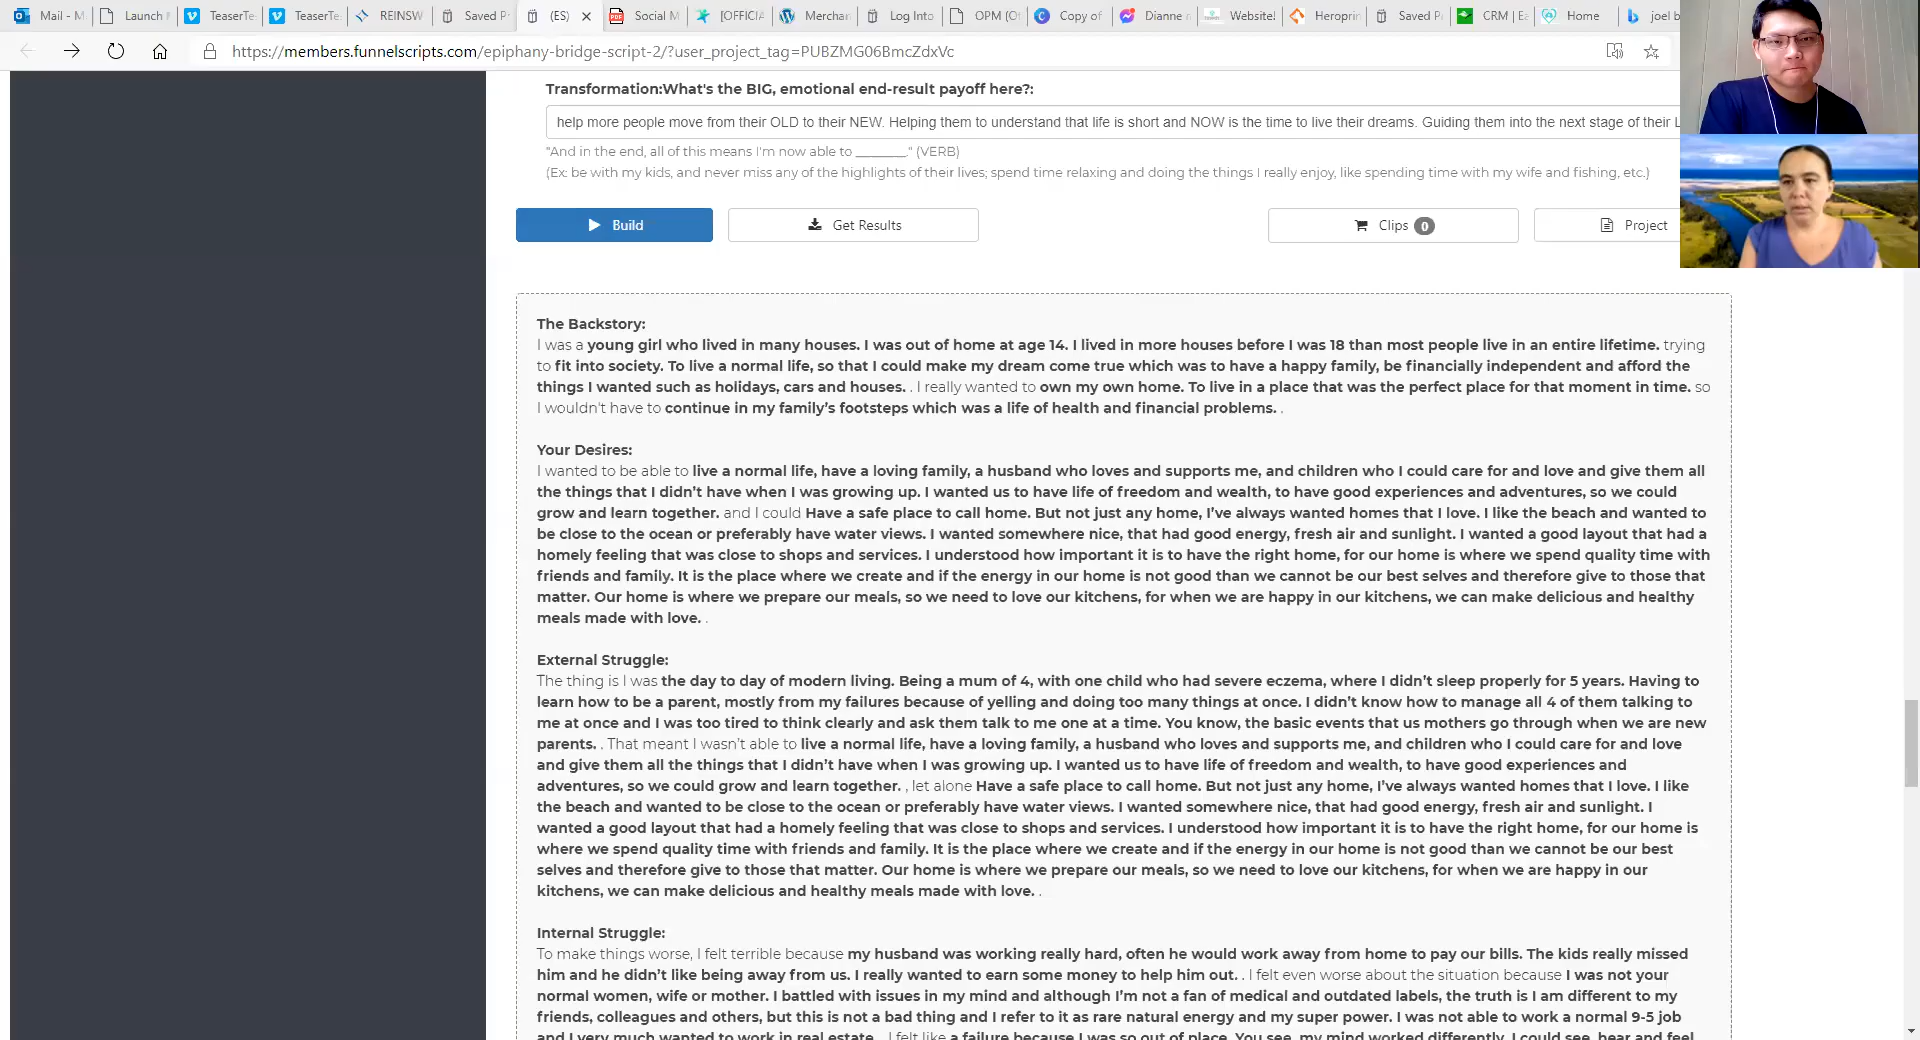 Mail - M
Launch
TeaserTe
TeaserTe
REINSW
Saved P
(ES)
Social M
[OFFICIA
Merchan
Log Into
OPM (O
Copy of
Dianne
Website!
Heroprin
Saved P
CRM | Ea
Home
joel b
https://members.funnelscripts.com/epiphany-bridge-script-2/?user_project_tag=PUBZMG06BmcZdxVc
Transformation:What's the BIG, emotional end-result payoff here?:
help more people move from their OLD to their NEW. Helping them to understand that life is short and NOW is the time to live their dreams. Guiding them into the next stage of their L
"And in the end, all of this means I'm now able to ________." (VERB)
(Ex: be with my kids, and never miss any of the highlights of their lives; spend time relaxing and doing the things I really enjoy, like spending time with my wife and fishing, etc.)
Build
Get Results
Clips 0
Project
The Backstory:
I was a young girl who lived in many houses. I was out of home at age 14. I lived in more houses before I was 18 than most people live in an entire lifetime. trying
to fit into society. To live a normal life, so that I could make my dream come true which was to have a happy family, be financially independent and afford the
things I wanted such as holidays, cars and houses. . I really wanted to own my own home. To live in a place that was the perfect place for that moment in time. so
I wouldn't have to continue in my family’s footsteps which was a life of health and financial problems. .
Your Desires:
I wanted to be able to live a normal life, have a loving family, a husband who loves and supports me, and children who I could care for and love and give them all
the things that I didn’t have when I was growing up. I wanted us to have life of freedom and wealth, to have good experiences and adventures, so we could
grow and learn together. and I could Have a safe place to call home. But not just any home, I’ve always wanted homes that I love. I like the beach and wanted to
be close to the ocean or preferably have water views. I wanted somewhere nice, that had good energy, fresh air and sunlight. I wanted a good layout that had a
homely feeling that was close to shops and services. I understood how important it is to have the right home, for our home is where we spend quality time with
friends and family. It is the place where we create and if the energy in our home is not good than we cannot be our best selves and therefore give to those that
matter. Our home is where we prepare our meals, so we need to love our kitchens, for when we are happy in our kitchens, we can make delicious and healthy
meals made with love. .
External Struggle:
The thing is I was the day to day of modern living. Being a mum of 4, with one child who had severe eczema, where I didn’t sleep properly for 5 years. Having to
learn how to be a parent, mostly from my failures because of yelling and doing too many things at once. I didn’t know how to manage all 4 of them talking to
me at once and I was too tired to think clearly and ask them talk to me one at a time. You know, the basic events that us mothers go through when we are new
parents. . That meant I wasn’t able to live a normal life, have a loving family, a husband who loves and supports me, and children who I could care for and love
and give them all the things that I didn’t have when I was growing up. I wanted us to have life of freedom and wealth, to have good experiences and
adventures, so we could grow and learn together. , let alone Have a safe place to call home. But not just any home, I’ve always wanted homes that I love. I like
the beach and wanted to be close to the ocean or preferably have water views. I wanted somewhere nice, that had good energy, fresh air and sunlight. I
wanted a good layout that had a homely feeling that was close to shops and services. I understood how important it is to have the right home, for our home is
where we spend quality time with friends and family. It is the place where we create and if the energy in our home is not good than we cannot be our best
selves and therefore give to those that matter. Our home is where we prepare our meals, so we need to love our kitchens, for when we are happy in our
kitchens, we can make delicious and healthy meals made with love. .
Internal Struggle:
To make things worse, I felt terrible because my husband was working really hard, often he would work away from home to pay our bills. The kids really missed
him and he didn’t like being away from us. I really wanted to earn some money to help him out. . I felt even worse about the situation because I was not your
normal women, wife or mother. I battled with issues in my mind and although I’m not a fan of medical and outdated labels, the truth is I am different to my
friends, colleagues and others, but this is not a bad thing and I refer to it as rare natural energy and my super power. I was not able to work a normal 9-5 job
and I very much wanted to work in real estate. . I felt like a failure because I was so out of place. You see, my mind worked differently. I could see, hear and feel